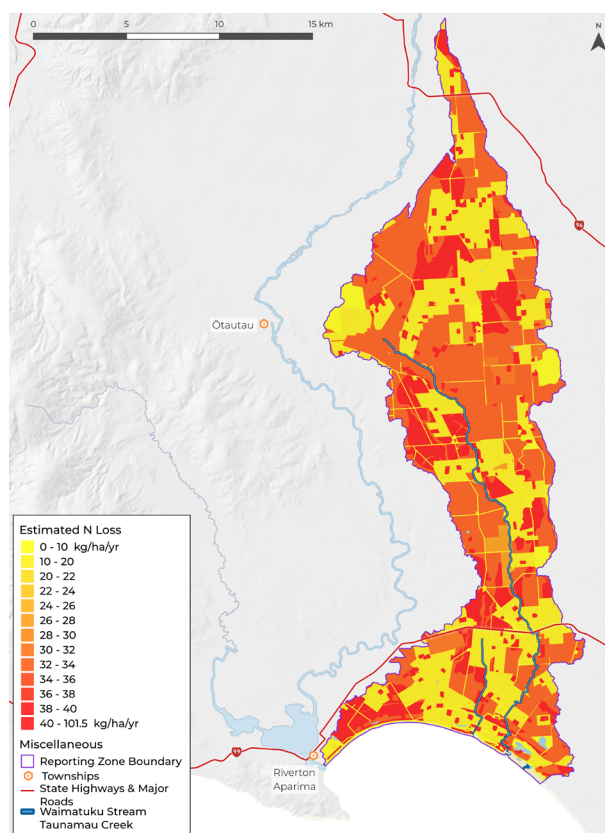 0 5 10 15 km
N
96
Ōtautau
Estimated N Loss
0 - 10 kg/ha/yr
10 - 20
20 - 22
22 - 24
24 - 26
26 - 28
28 - 30
30 - 32
32 - 34
34 - 36
36 - 38
38 - 40
40 - 101.5 kg/ha/yr
Miscellaneous
Reporting Zone Boundary
Townships
State Highways & Major
Roads
Waimatuku Stream
Taunamau Creek
99
Riverton
Aparima